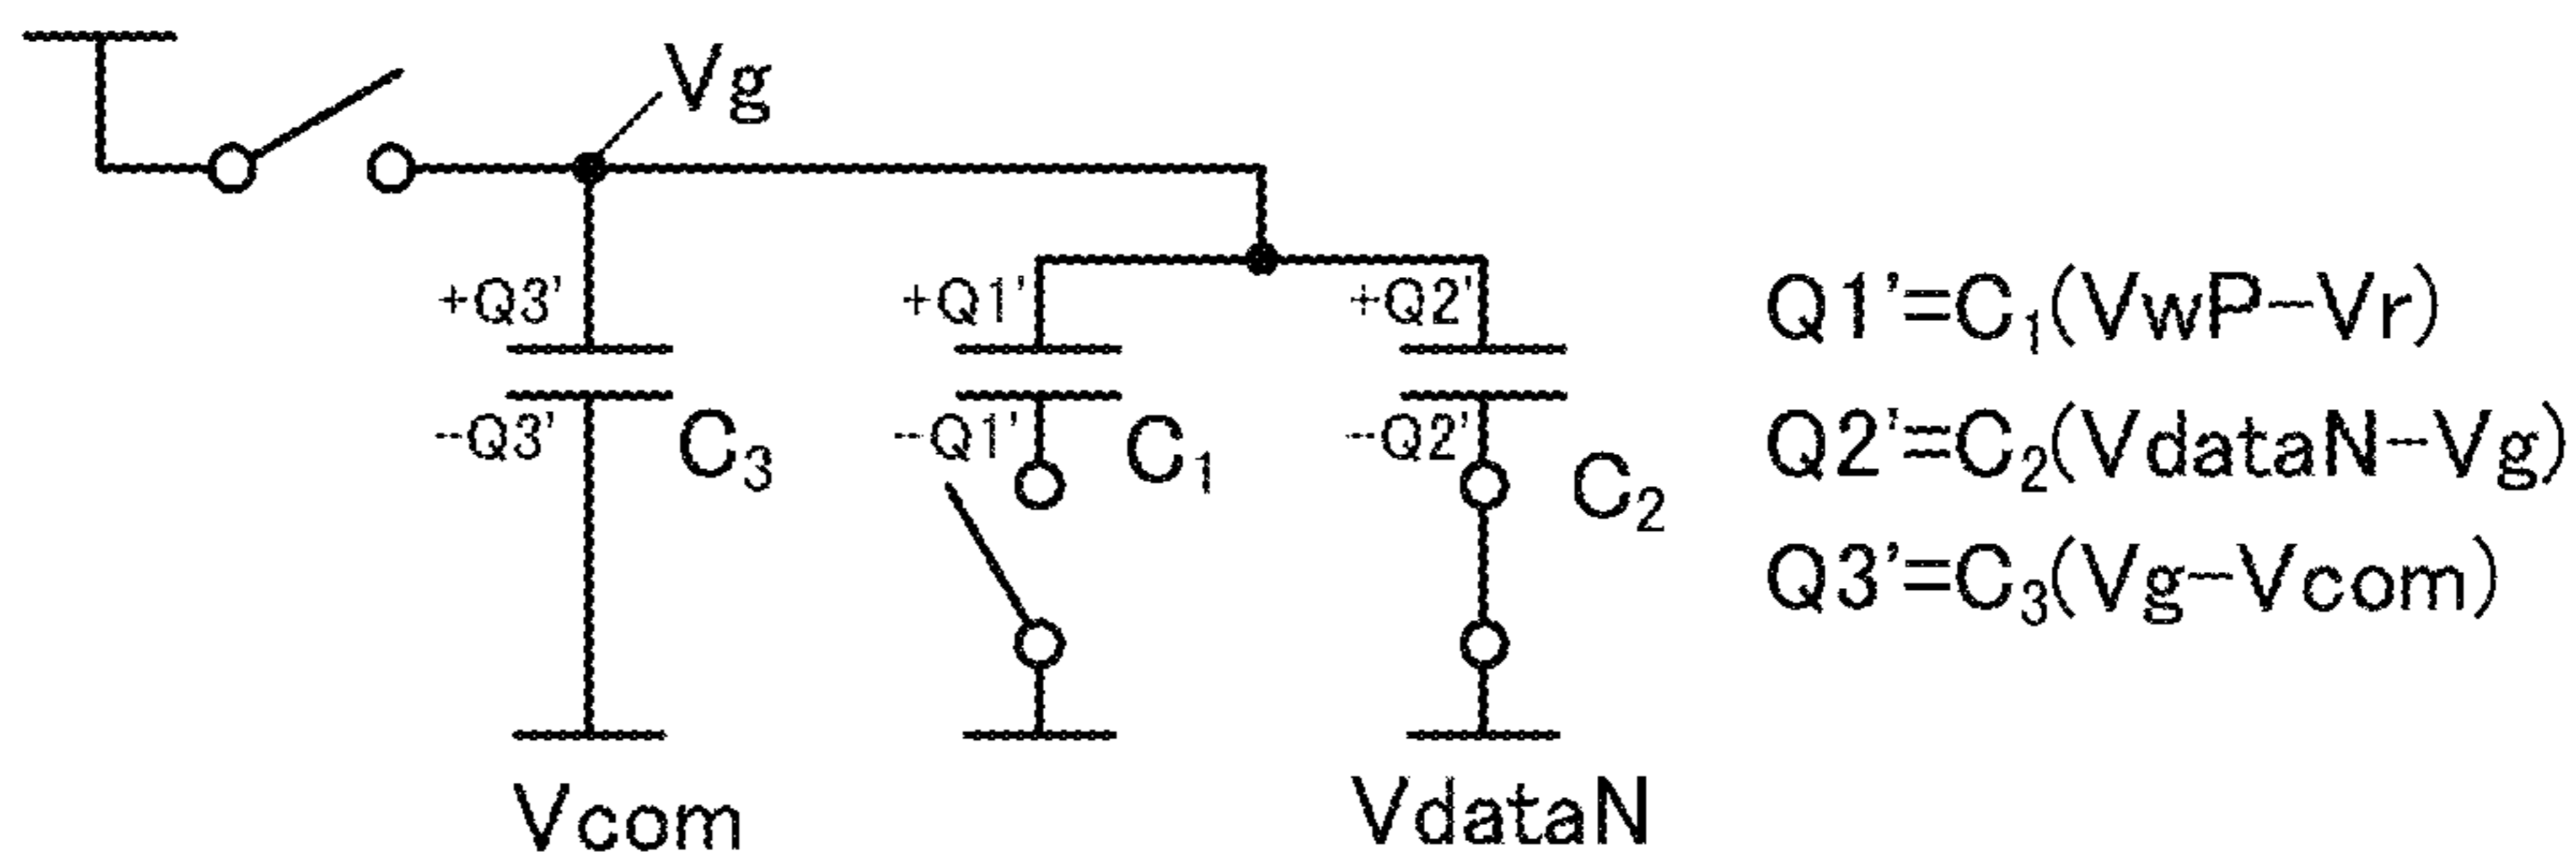 Vg
+Q3'
-Q3'
C₃
+Q1'
-Q1'
C₁
+Q2'
-Q2'
C₂
Vcom
VdataN
Q1'=C₁(VwP-Vr)
Q2'=C₂(VdataN-Vg)
Q3'=C₃(Vg-Vcom)